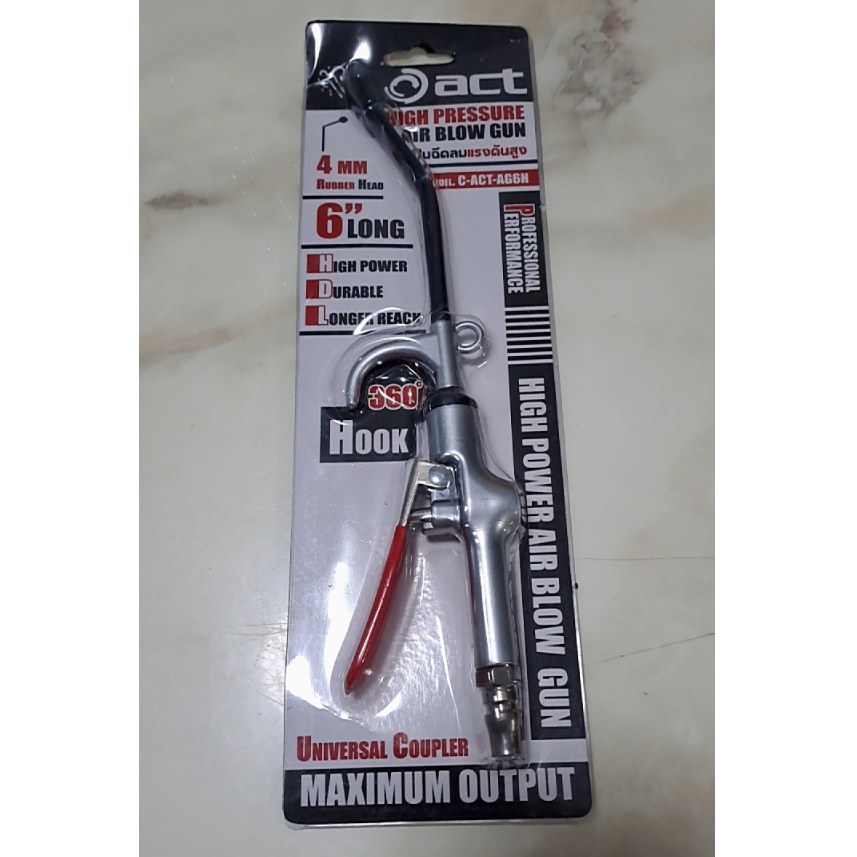 act
HIGH PRESSURE
AIR BLOW GUN
ปืนฉีดลมแรงดันสูง
MODEL. C-ACT-AG6H
4 MM
RUBBER HEAD
6” LONG
HIGH POWER
DURABLE
LONGER REACH
PROFESSIONAL
PERFORMANCE
360°
HOOK
HIGH POWER AIR BLOW GUN
UNIVERSAL COUPLER
MAXIMUM OUTPUT